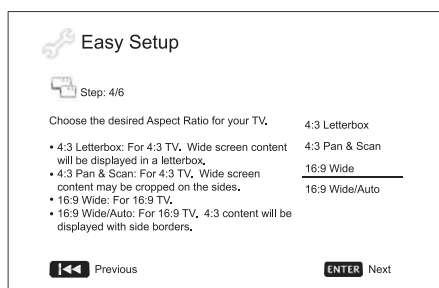 Easy Setup
Step: 4/6
Choose the desired Aspect Ratio for your TV.
• 4:3 Letterbox: For 4:3 TV. Wide screen content
will be displayed in a letterbox.
• 4:3 Pan & Scan: For 4:3 TV. Wide screen
content may be cropped on the sides.
• 16:9 Wide: For 16:9 TV.
• 16:9 Wide/Auto: For 16:9 TV. 4:3 content will be
displayed with side borders.
4:3 Letterbox
4:3 Pan & Scan
16:9 Wide
16:9 Wide/Auto
Previous
ENTER Next